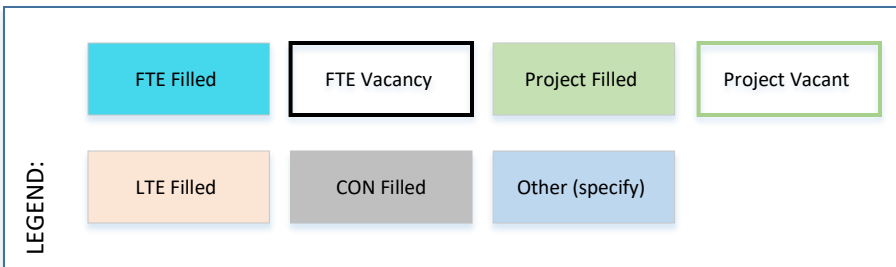 FTE Filled
FTE Vacancy
Project Filled
Project Vacant
LEGEND:
LTE Filled
CON Filled
Other (specify)